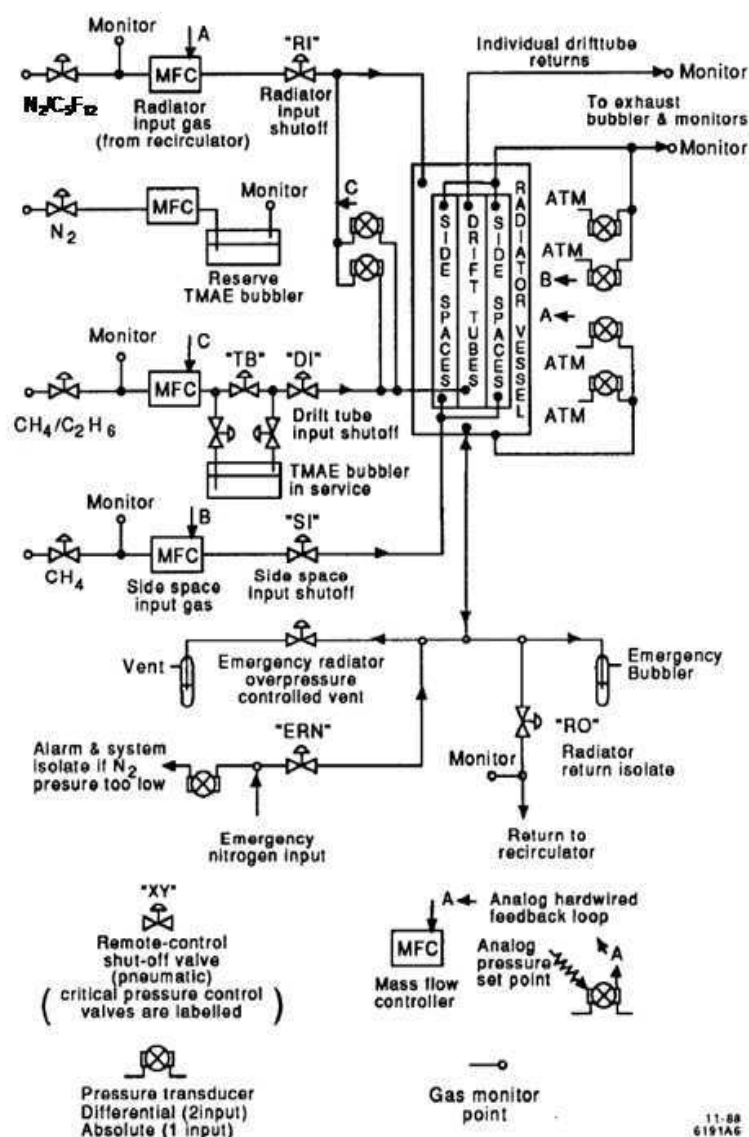 Monitor
A
"RI"
N₂/C₅F₁₂
MFC
Radiator
input gas
(from recirculator)
Radiator
input
shutoff
Individual drifttube
returns
Monitor
To exhaust
bubbler & monitors
Monitor
N₂
MFC
Monitor
Reserve
TMAE bubbler
C
SIDE SPACES
DRIFT TUBES
SIDE SPACES
RADIATOR VESSEL
ATM
ATM
B
A
ATM
ATM
Monitor
C
"TB"
"DI"
CH₄/C₂H₆
MFC
Drift tube
input shutoff
TMAE bubbler
in service
Monitor
B
"SI"
CH₄
MFC
Side space
input gas
Side space
input shutoff
Vent
Emergency radiator
overpressure
controlled vent
Emergency
Bubbler
"ERN"
"RO"
Alarm & system
isolate if N₂
presure too low
Monitor
Radiator
return isolate
Emergency
nitrogen input
Return to
recirculator
"XY"
Remote-control
shut-off valve
(pneumatic)
(critical pressure control
valves are labelled)
A
Analog hardwired
feedback loop
MFC
Mass flow
controller
Analog
pressure
set point
A
Pressure transducer
Differential (2input)
Absolute (1 input)
Gas monitor
point
11-88
6191A6